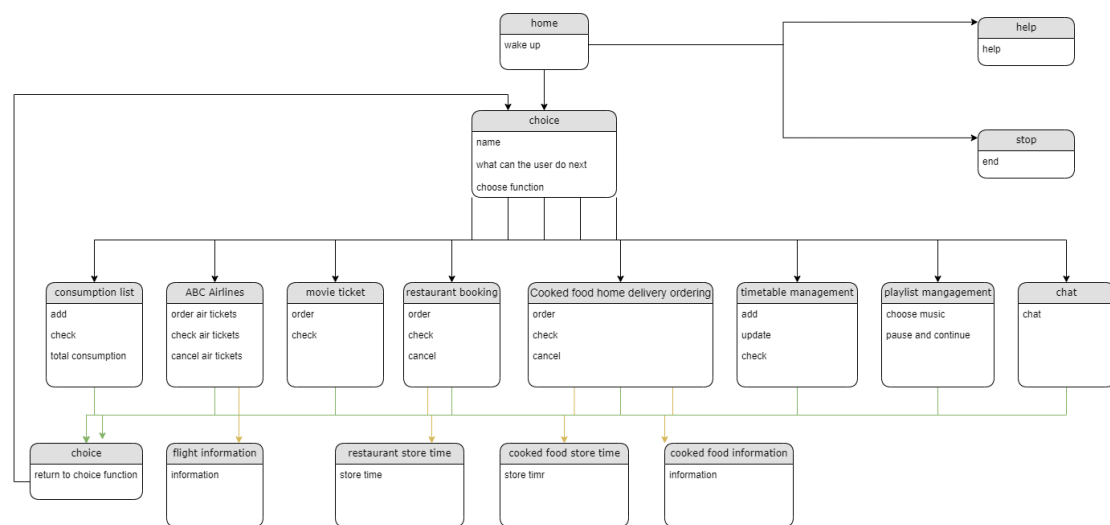 home
wake up
help
help
choice
name
what can the user do next
choose function
stop
end
consumption list
add
check
total consumption
ABC Airlines
order air tickets
check air tickets
cancel air tickets
movie ticket
order
check
restaurant booking
order
check
cancel
Cooked food home delivery ordering
order
check
cancel
timetable management
add
update
check
playlist mangagement
choose music
pause and continue
chat
chat
choice
return to choice function
flight information
information
restaurant store time
store time
cooked food store time
store timr
cooked food information
information